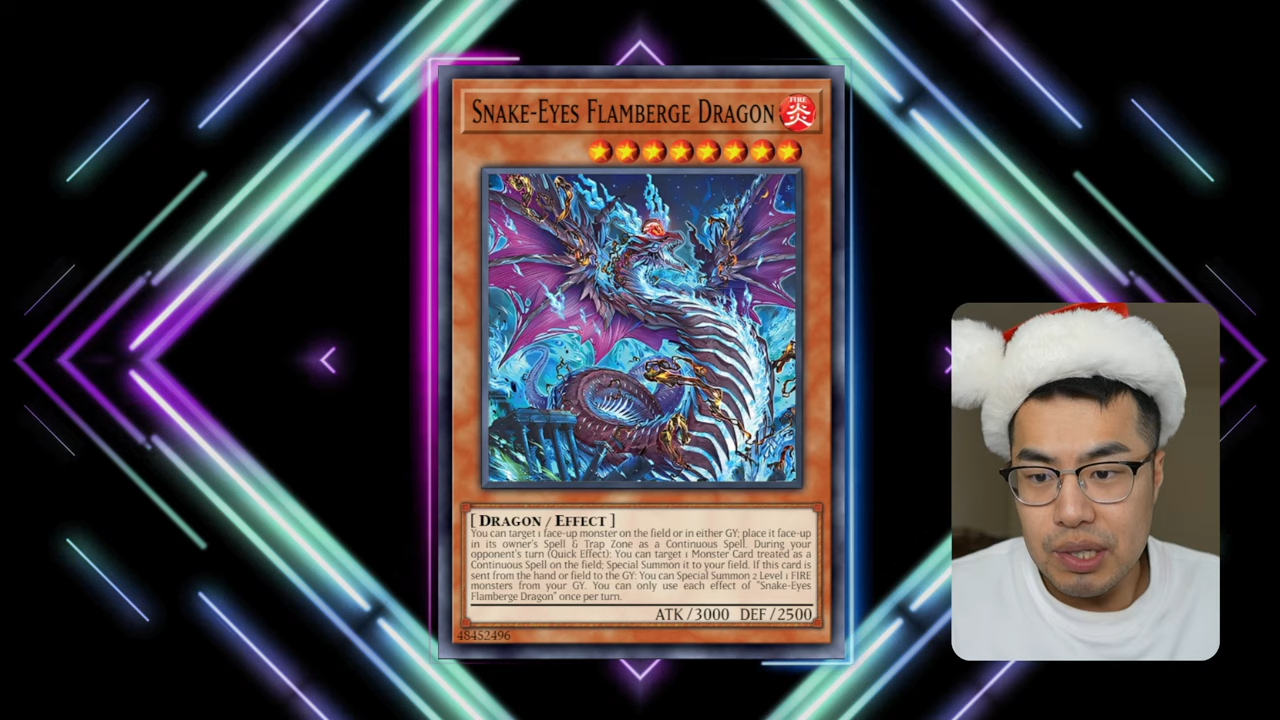 SNAKE-EYES FLAMBERGE DRAGON
FIRE
炎
[ DRAGON / EFFECT ]
You can target 1 face-up monster on the field or in either GY; place it face-up
in its owner's Spell & Trap Zone as a Continuous Spell. During your
opponent's turn (Quick Effect): You can target 1 Monster Card treated as a
Continuous Spell on the field; Special Summon it to your field. If this card is
sent from the hand or field to the GY: You can Special Summon 2 Level 1 FIRE
monsters from your GY. You can only use each effect of "Snake-Eyes
Flamberge Dragon" once per turn.
ATK/3000 DEF/2500
48452496